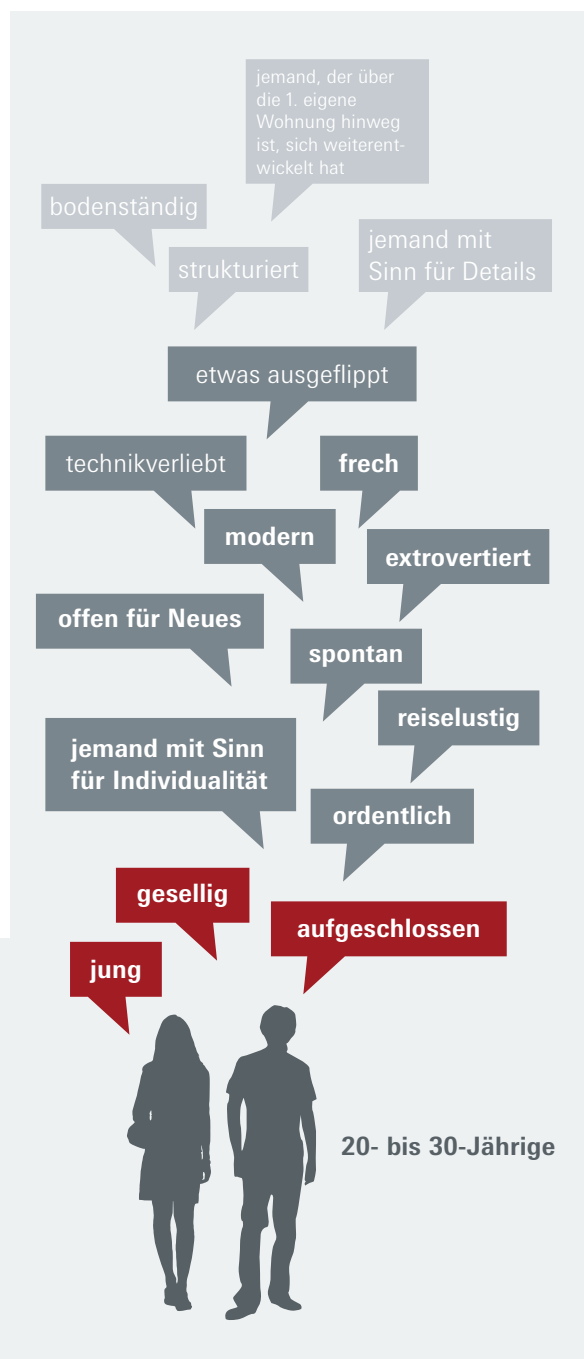 jemand, der über
die 1. eigene
Wohnung hinweg
ist, sich weiterent-
wickelt hat
bodenständig
strukturiert
jemand mit
Sinn für Details
etwas ausgeflippt
technikverliebt
frech
modern
extrovertiert
offen für Neues
spontan
reiselustig
jemand mit Sinn
für Individualität
ordentlich
gesellig
aufgeschlossen
jung
20- bis 30-Jährige